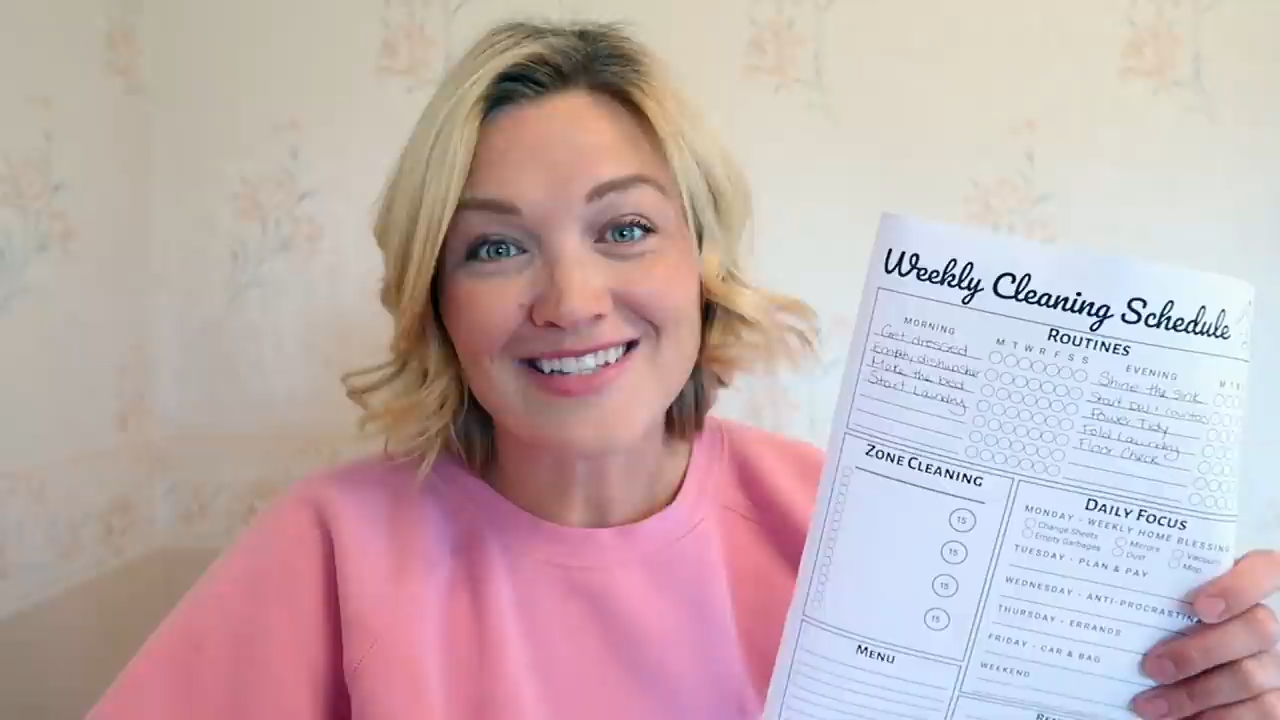 Weekly Cleaning Schedule
ROUTINES
MORNING
M T W R F S S
Get dressed
Empty dishwasher
Make the bed
Start Laundry
EVENING
M T
Shine the sink
Start
Power Tidy
Fold Laundry
Floor Check
ZONE CLEANING
15
15
15
15
DAILY FOCUS
MONDAY - WEEKLY HOME BLESSING
Change Sheets Mirrors Vacuum
Empty Garbages Dust Mop
TUESDAY - PLAN & PAY
WEDNESDAY - ANTI-PROCRASTINA
THURSDAY - ERRANDS
FRIDAY - CAR & BAG
WEEKEND
MENU